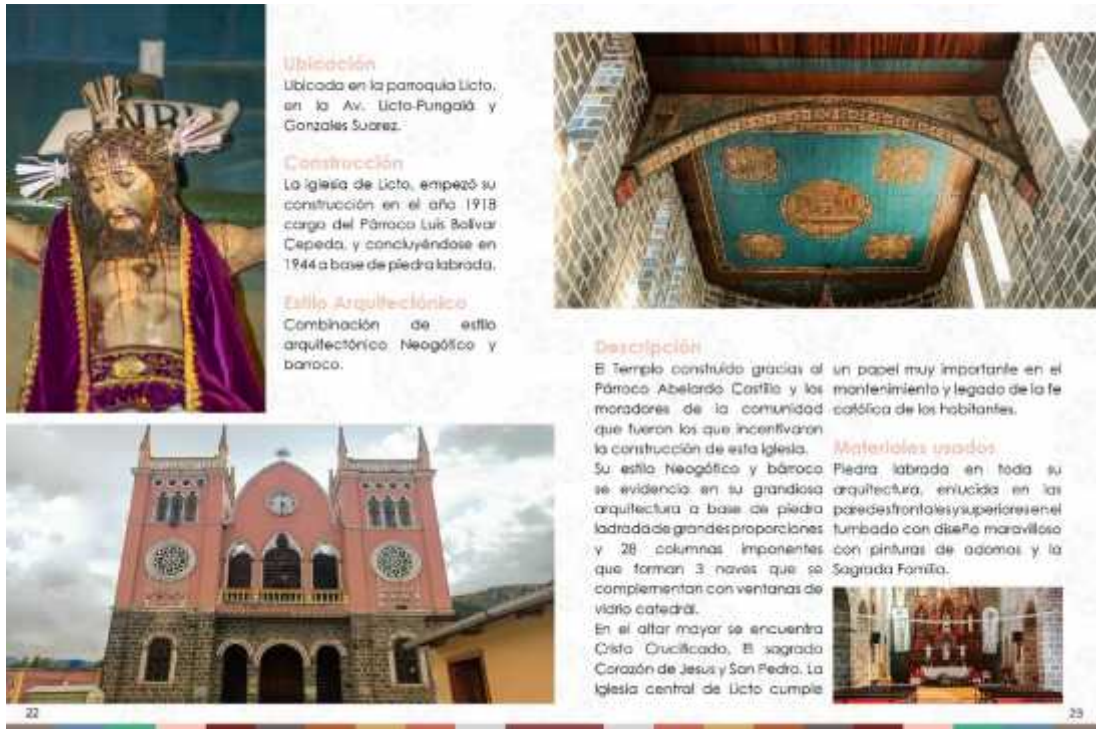 INRI
Ubicación
Ubicada en la parroquia Licto,
en la Av. Licto-Pungalá y
Gonzales Suarez.
Construcción
La iglesia de Licto, empezó su
construcción en el año 1918
cargo del Párroco Luis Bolívar
Cepeda, y concluyéndose en
1944 a base de piedra labrada.
Estilo Arquitectónico
Combinación de estilo
arquitectónico Neogótico y
barroco.
22
Descripción
El Templo construido gracias al
Párroco Abelardo Castillo y los
moradores de la comunidad
que fueron los que incentivaron
la construcción de esta iglesia.
Su estilo Neogótico y bárroco
se evidencia en su grandiosa
arquitectura a base de piedra
ladrada de grandes proporciones
y 28 columnas imponentes
que forman 3 naves que se
complementan con ventanas de
vidrio catedrál.
En el altar mayor se encuentra
Cristo Crucificado, El sagrado
Corazón de Jesus y San Pedro. La
Iglesia central de Licto cumple
un papel muy importante en el
mantenimiento y legado de la fe
católica de los habitantes.
Materiales usados
Piedra labrada en toda su
arquitectura, enlucida en las
paredes frontales y superiores en el
tumbado con diseño maravilloso
con pinturas de adornos y la
Sagrada Familia.
23